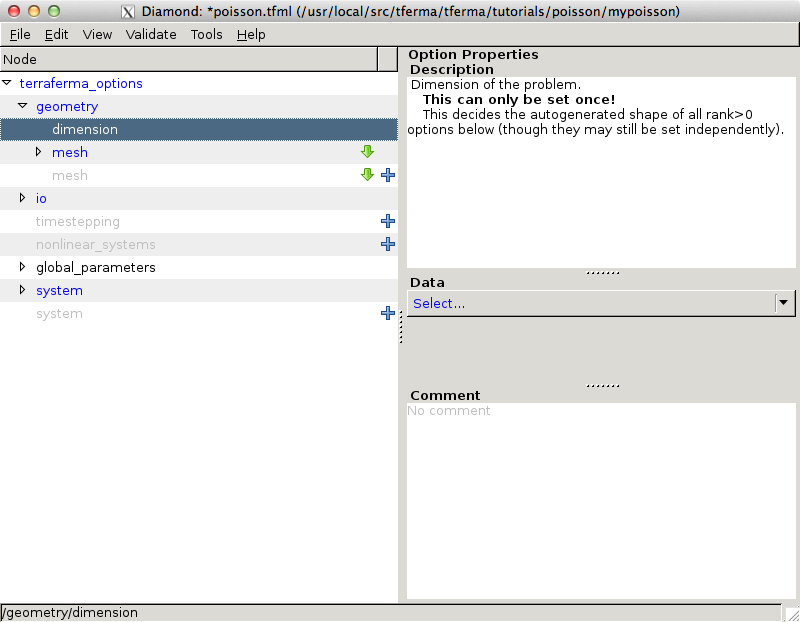 Diamond: *poisson.tfml (/usr/local/src/tferma/tferma/tutorials/poisson/mypoisson)
File Edit View Validate Tools Help
Node
terraferma_options
geometry
dimension
mesh
mesh
io
timestepping
nonlinear_systems
global_parameters
system
system
Option Properties
Description
Dimension of the problem.
This can only be set once!
This decides the autogenerated shape of all rank>0
options below (though they may still be set independently).
Data
Select...
Comment
No comment
/geometry/dimension